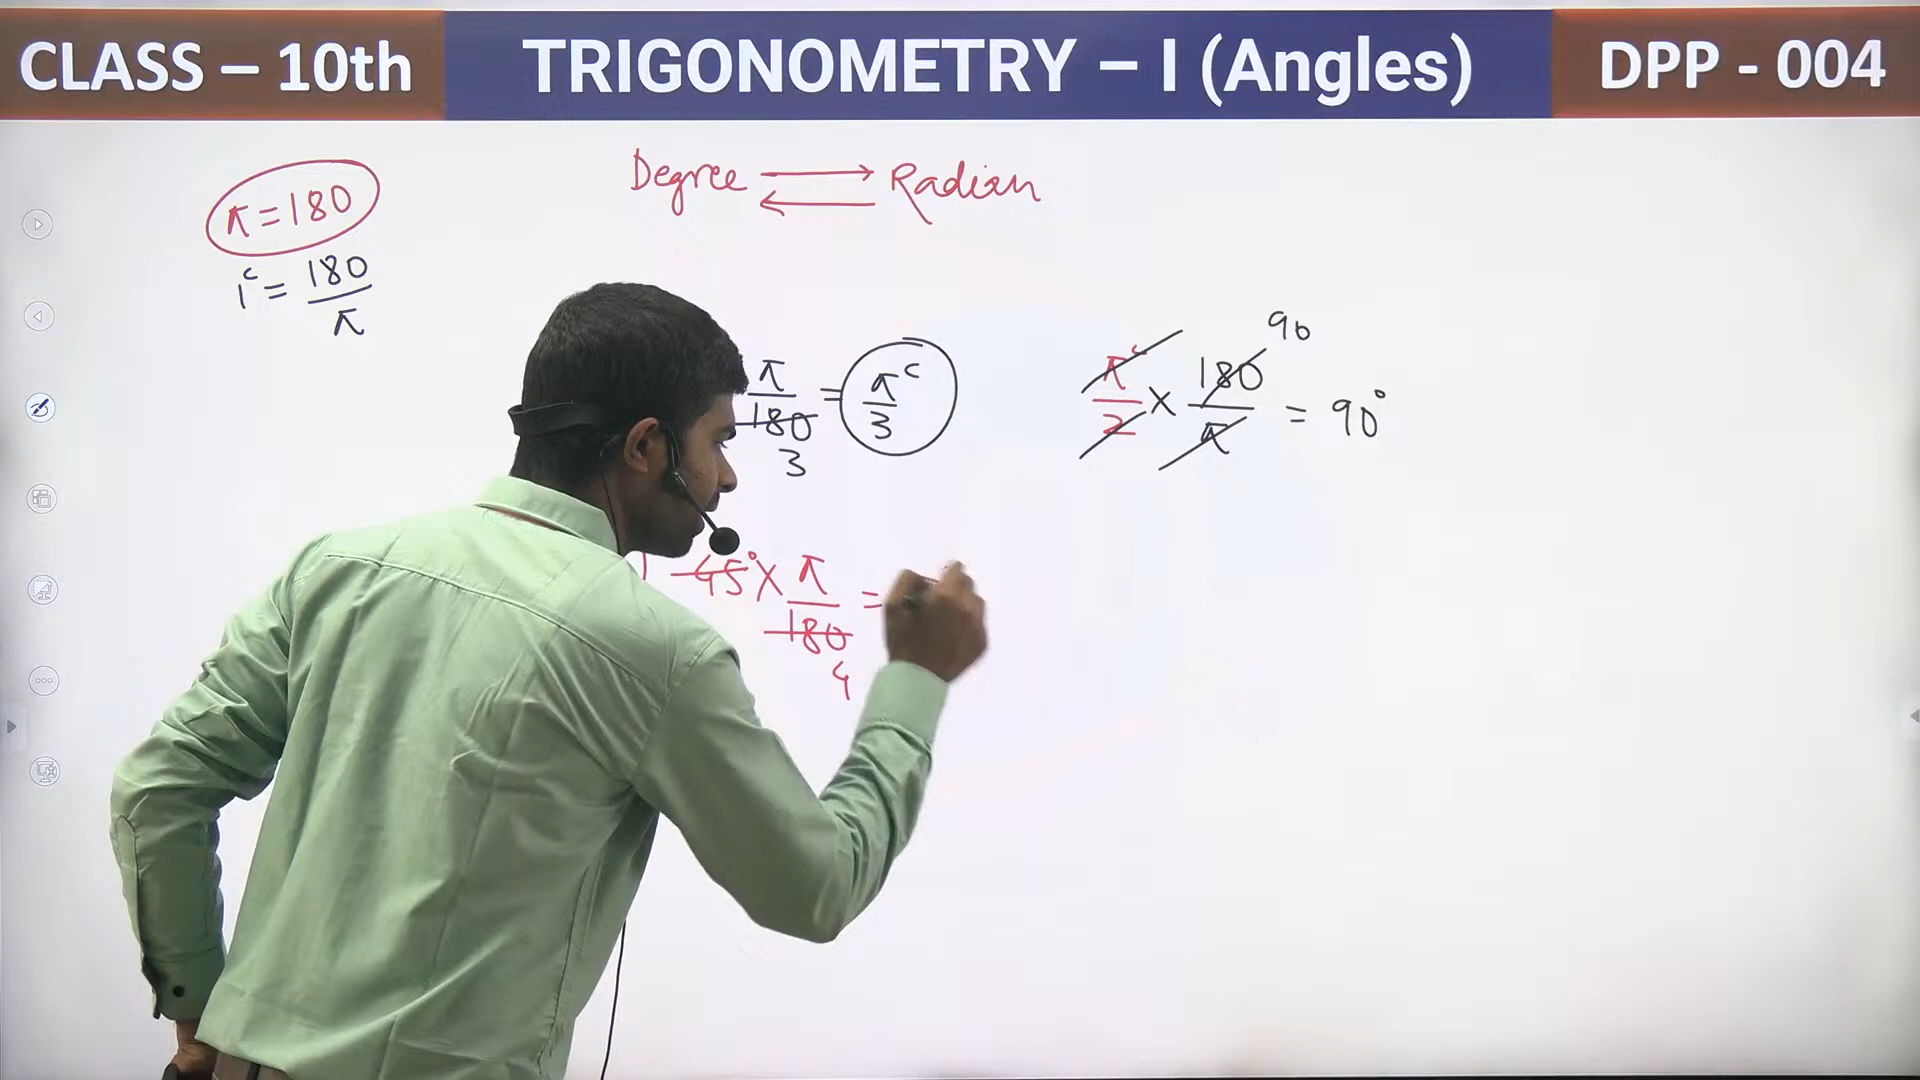 CLASS – 10th
TRIGONOMETRY – I (Angles)
DPP - 004
Degree ⇄ Radian
π = 180
1ᶜ = 180/π
π/180 = πᶜ/3
3
πᶜ/2 × 180/π = 90°
90
45° × π/180 =
4